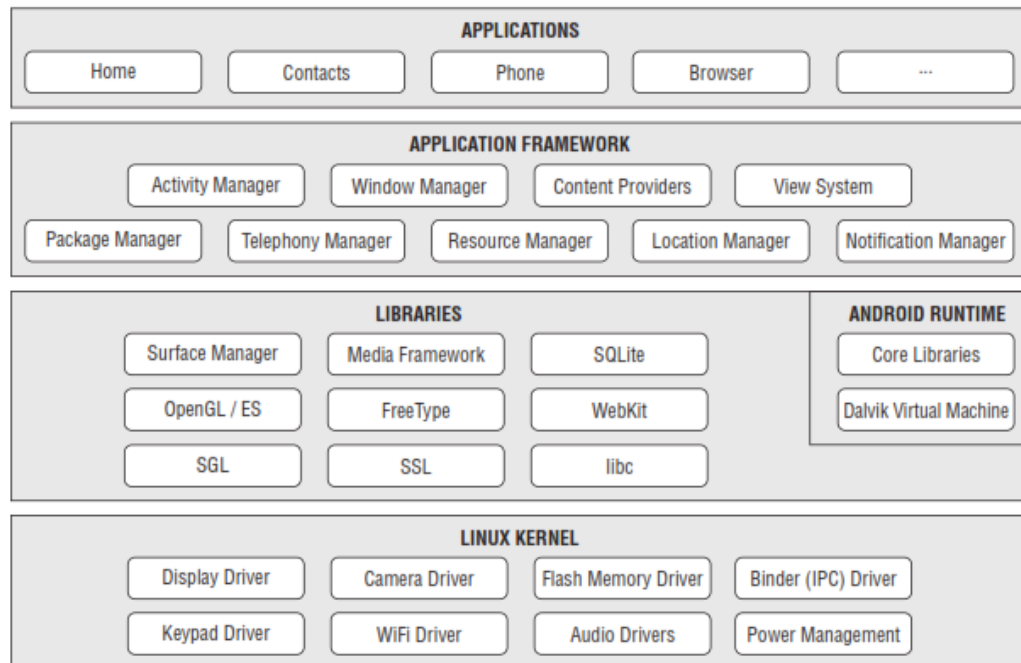 APPLICATIONS
Home Contacts Phone Browser ...
APPLICATION FRAMEWORK
Activity Manager Window Manager Content Providers View System
Package Manager Telephony Manager Resource Manager Location Manager Notification Manager
LIBRARIES ANDROID RUNTIME
Surface Manager Media Framework SQLite Core Libraries
OpenGL / ES FreeType WebKit Dalvik Virtual Machine
SGL SSL libc
LINUX KERNEL
Display Driver Camera Driver Flash Memory Driver Binder (IPC) Driver
Keypad Driver WiFi Driver Audio Drivers Power Management